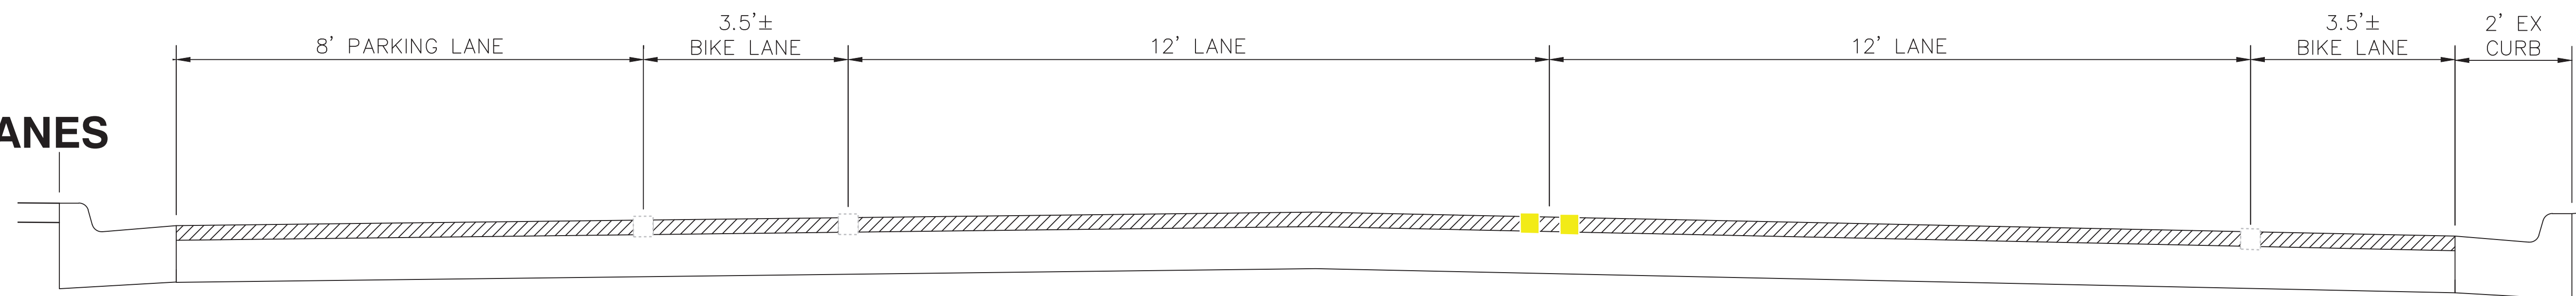 8' PARKING LANE
3.5'±
BIKE LANE
12' LANE
12' LANE
3.5'±
BIKE LANE
2' EX
CURB
ANES